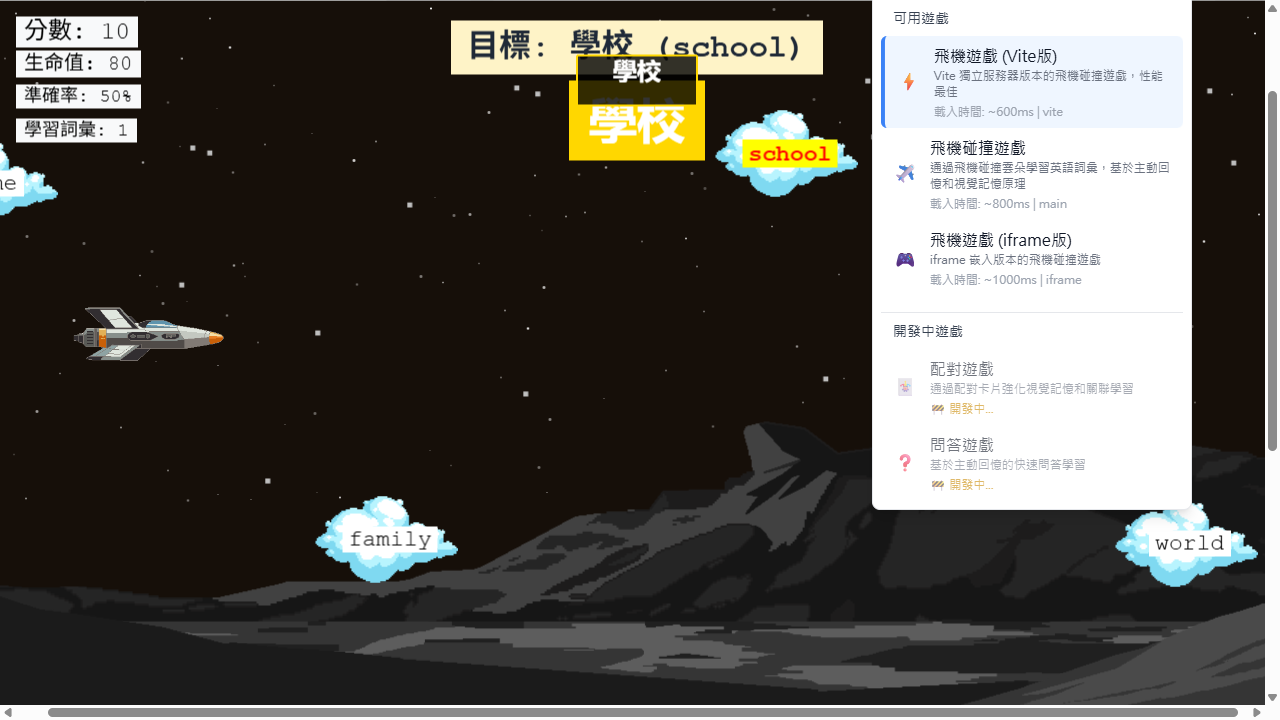 分數: 10
生命值: 80
準確率: 50%
學習詞彙: 1
目標: 學校 (school)
學校
學校
school
family
world
可用遊戲
飛機遊戲 (Vite版)
Vite 獨立服務器版本的飛機碰撞遊戲，性能
最佳
載入時間: ~600ms | vite
飛機碰撞遊戲
通過飛機碰撞雲朵學習英語詞彙，基於主動回
憶和視覺記憶原理
載入時間: ~800ms | main
飛機遊戲 (iframe版)
iframe 嵌入版本的飛機碰撞遊戲
載入時間: ~1000ms | iframe
開發中遊戲
配對遊戲
通過配對卡片強化視覺記憶和關聯學習
🚧 開發中...
問答遊戲
基於主動回憶的快速問答學習
🚧 開發中...